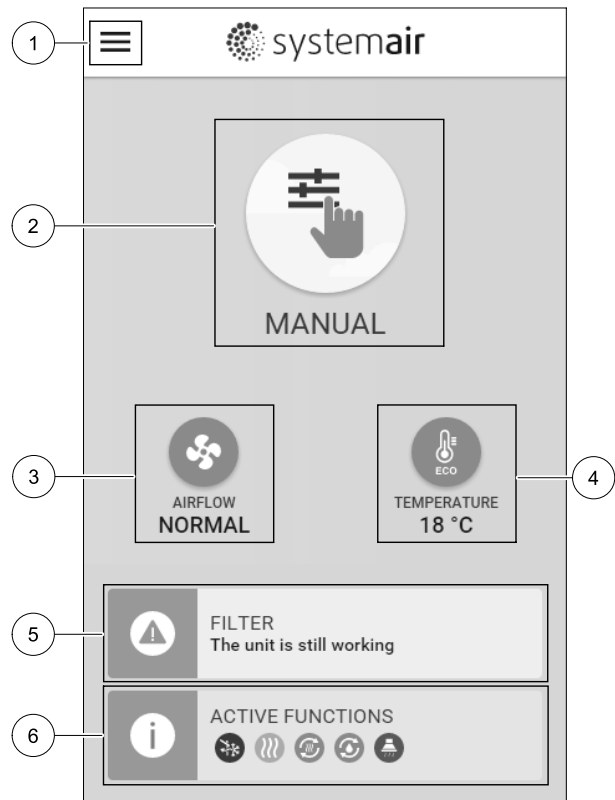 1
systemair
2
MANUAL
3
AIRFLOW
NORMAL
ECO
TEMPERATURE
18 °C
4
5
FILTER
The unit is still working
6
ACTIVE FUNCTIONS